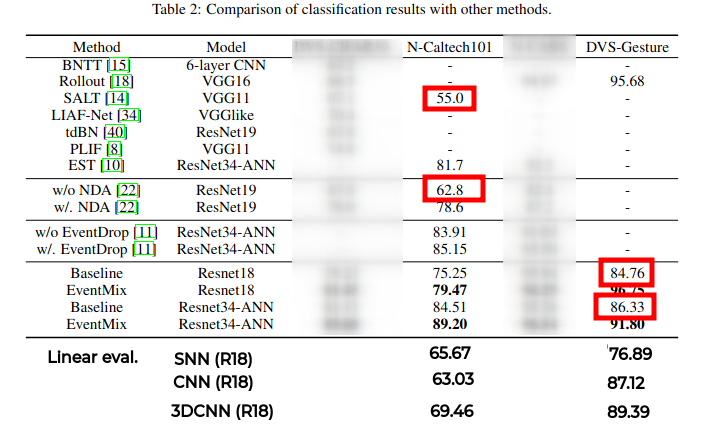 Table 2: Comparison of classification results with other methods.
Method Model N-Caltech101 DVS-Gesture
BNTT [15] 6-layer CNN - -
Rollout [18] VGG16 - 95.68
SALT [14] VGG11 55.0 -
LIAF-Net [34] VGGlike - -
tdBN [40] ResNet19 - -
PLIF [8] VGG11 - -
EST [10] ResNet34-ANN 81.7 -
w/o NDA [22] ResNet19 62.8 -
w/. NDA [22] ResNet19 78.6 -
w/o EventDrop [11] ResNet34-ANN 83.91 -
w/. EventDrop [11] ResNet34-ANN 85.15 -
Baseline Resnet18 75.25 84.76
EventMix Resnet18 79.47 96.75
Baseline Resnet34-ANN 84.51 86.33
EventMix Resnet34-ANN 89.20 91.80
Linear eval. SNN (R18) 65.67 76.89
CNN (R18) 63.03 87.12
3DCNN (R18) 69.46 89.39